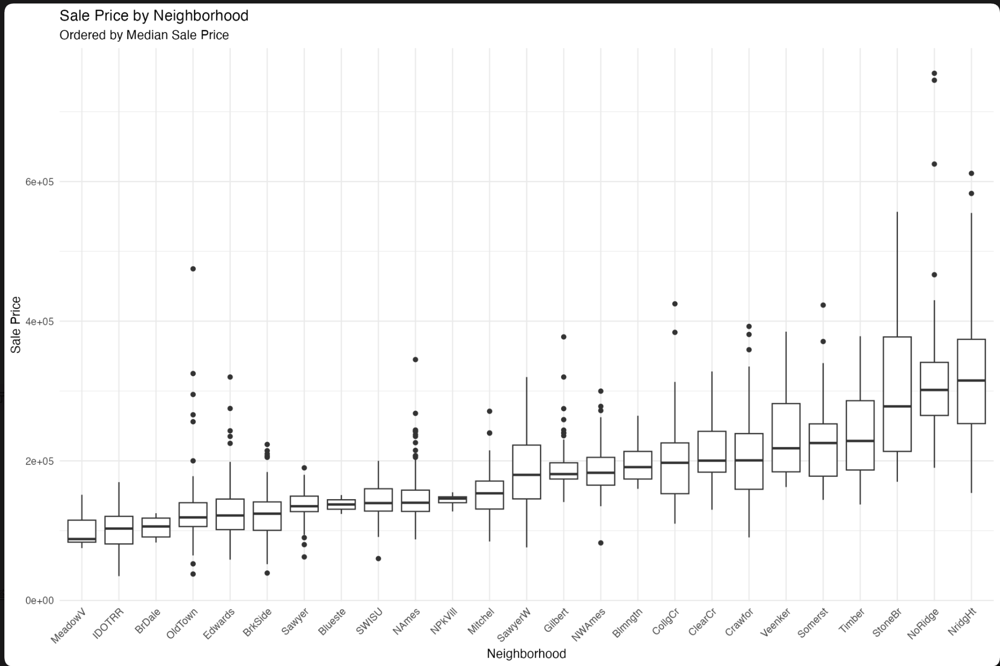 Sale Price by Neighborhood
Ordered by Median Sale Price
Sale Price
6e+05
4e+05
2e+05
0e+00
MeadowV
IDOTRR
BrDale
OldTown
Edwards
BrkSide
Sawyer
Blueste
SWISU
NAmes
NPkVill
Mitchel
SawyerW
Gilbert
NWAmes
Blmngtn
CollgCr
ClearCr
Crawfor
Veenker
Somerst
Timber
StoneBr
NoRidge
NridgHt
Neighborhood